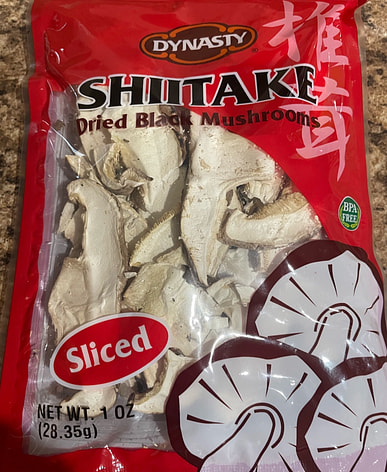 DYNASTY
SHIITAKE
Dried Black Mushrooms
椎茸
BPA
FREE
Sliced
NET WT. 1 OZ
(28.35g)